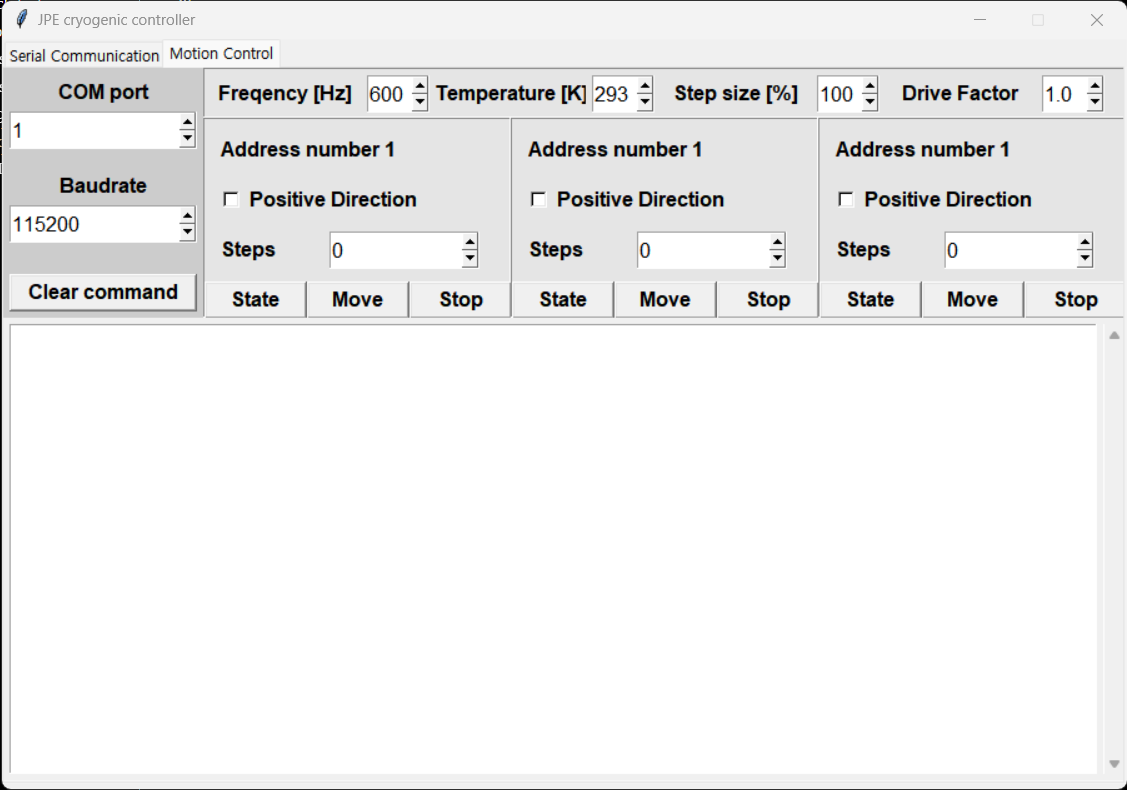 JPE cryogenic controller
Serial Communication Motion Control
COM port
1
Baudrate
115200
Clear command
Freqency [Hz] 600 Temperature [K] 293 Step size [%] 100 Drive Factor 1.0
Address number 1 Address number 1 Address number 1
Positive Direction Positive Direction Positive Direction
Steps 0 Steps 0 Steps 0
State Move Stop State Move Stop State Move Stop